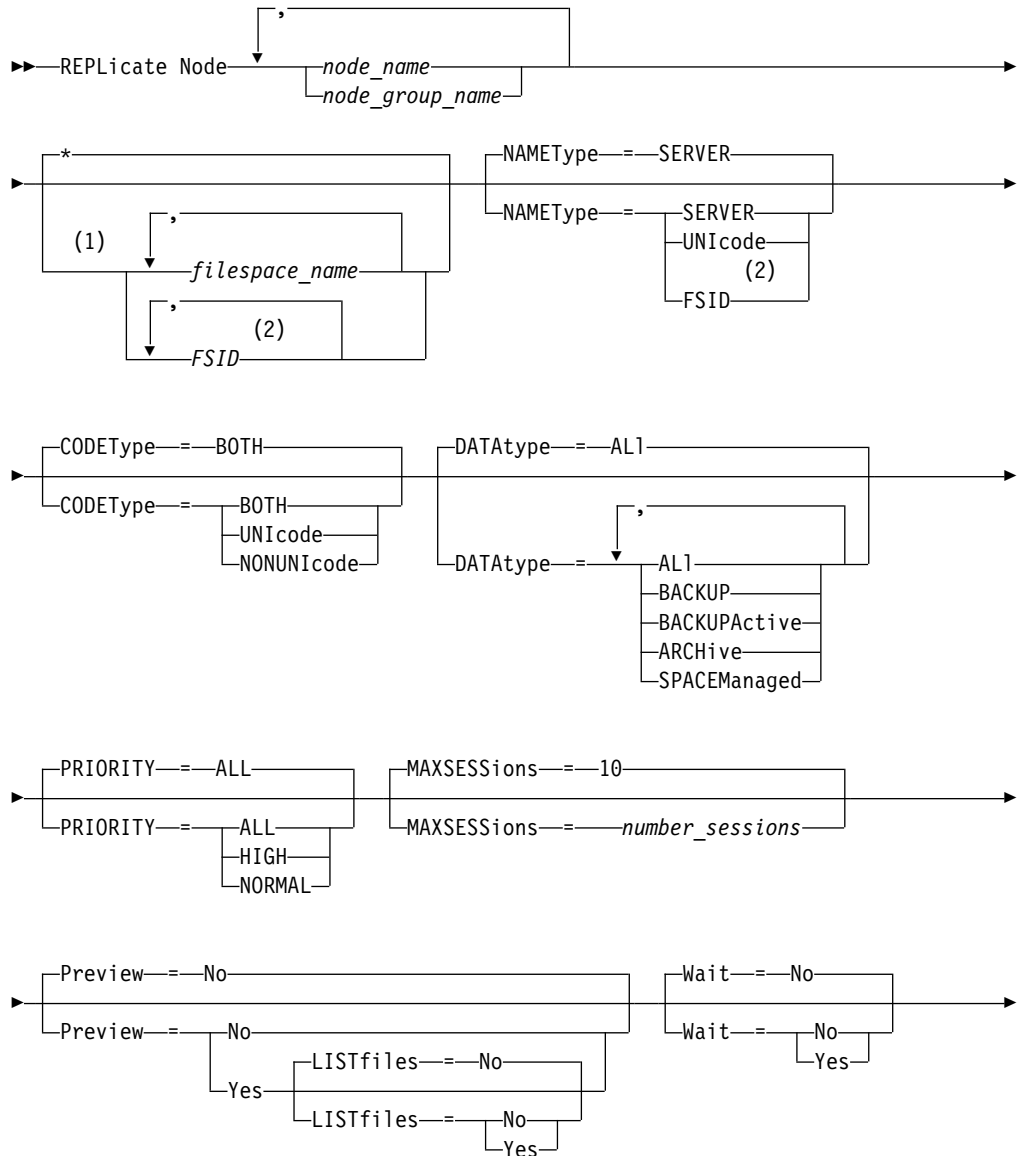 ,
REPLicate Node node_name
node_group_name
*
(1) ,
filespace_name
, (2)
FSID
NAMEType = SERVER
NAMEType = SERVER
UNIcode
(2)
FSID
CODEType = BOTH
CODEType = BOTH
UNIcode
NONUNIcode
DATAtype = ALl
,
DATAtype = ALl
BACKUP
BACKUPActive
ARCHive
SPACEManaged
PRIORITY = ALL
PRIORITY = ALL
HIGH
NORMAL
MAXSESSions = 10
MAXSESSions = number_sessions
Preview = No
Preview = No
LISTfiles = No
Yes
LISTfiles = No
Yes
Wait = No
Wait = No
Yes